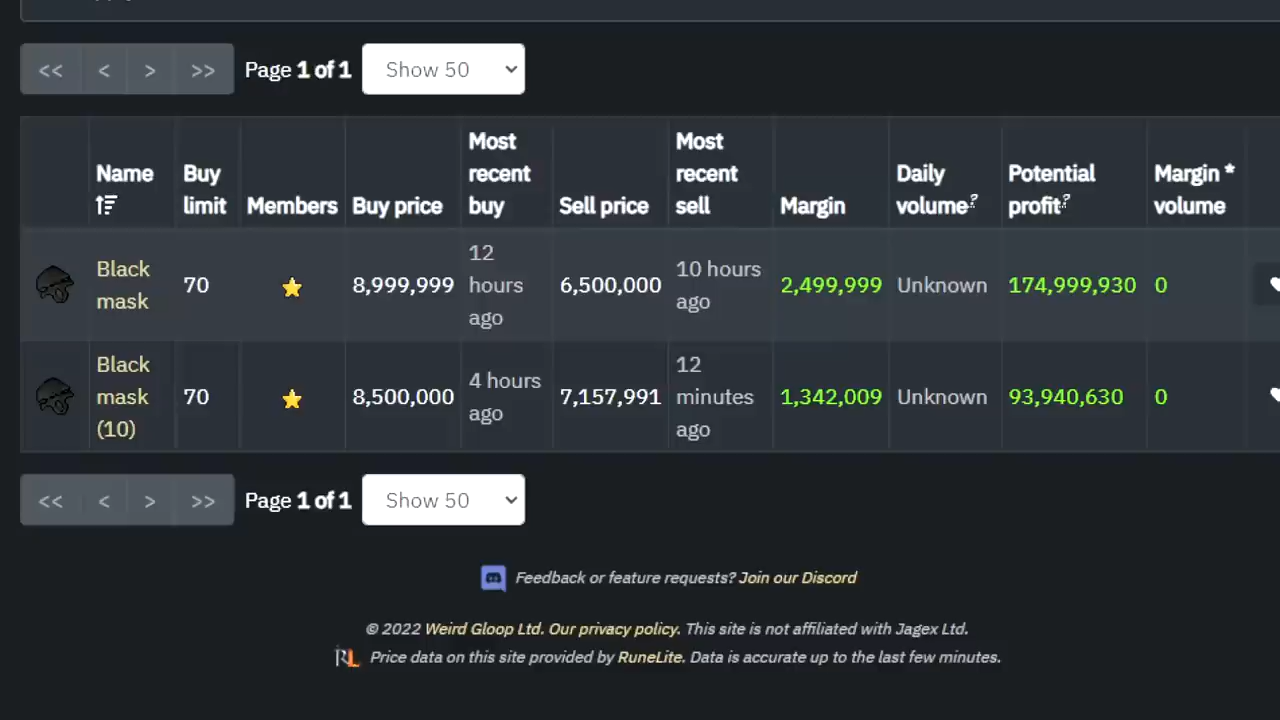 << < > >> Page 1 of 1 Show 50
Name
Buy limit
Members
Buy price
Most recent buy
Sell price
Most recent sell
Margin
Daily volume?
Potential profit?
Margin * volume
Black mask
70
8,999,999
12 hours ago
6,500,000
10 hours ago
2,499,999
Unknown
174,999,930
0
Black mask (10)
70
8,500,000
4 hours ago
7,157,991
12 minutes ago
1,342,009
Unknown
93,940,630
0
<< < > >> Page 1 of 1 Show 50
Feedback or feature requests? Join our Discord
© 2022 Weird Gloop Ltd. Our privacy policy. This site is not affiliated with Jagex Ltd.
RL Price data on this site provided by RuneLite. Data is accurate up to the last few minutes.